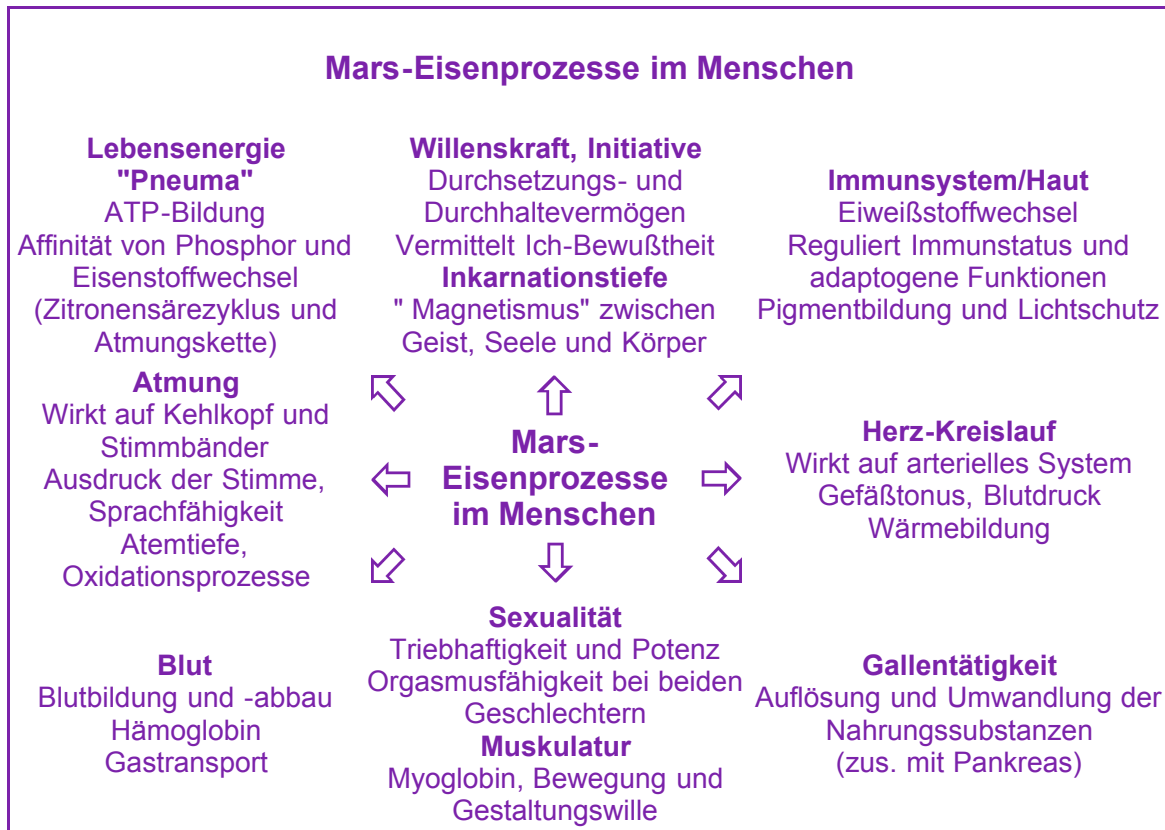 Mars-Eisenprozesse im Menschen
Lebensenergie
"Pneuma"
ATP-Bildung
Affinität von Phosphor und
Eisenstoffwechsel
(Zitronensärezyklus und
Atmungskette)
Willenskraft, Initiative
Durchsetzungs- und
Durchhaltevermögen
Vermittelt Ich-Bewußtheit
Inkarnationstiefe
" Magnetismus" zwischen
Geist, Seele und Körper
Immunsystem/Haut
Eiweißstoffwechsel
Reguliert Immunstatus und
adaptogene Funktionen
Pigmentbildung und Lichtschutz
Atmung
Wirkt auf Kehlkopf und
Stimmbänder
Ausdruck der Stimme,
Sprachfähigkeit
Atemtiefe,
Oxidationsprozesse
Mars-
Eisenprozesse
im Menschen
Herz-Kreislauf
Wirkt auf arterielles System
Gefäßtonus, Blutdruck
Wärmebildung
Blut
Blutbildung und -abbau
Hämoglobin
Gastransport
Sexualität
Triebhaftigkeit und Potenz
Orgasmusfähigkeit bei beiden
Geschlechtern
Muskulatur
Myoglobin, Bewegung und
Gestaltungswille
Gallentätigkeit
Auflösung und Umwandlung der
Nahrungssubstanzen
(zus. mit Pankreas)